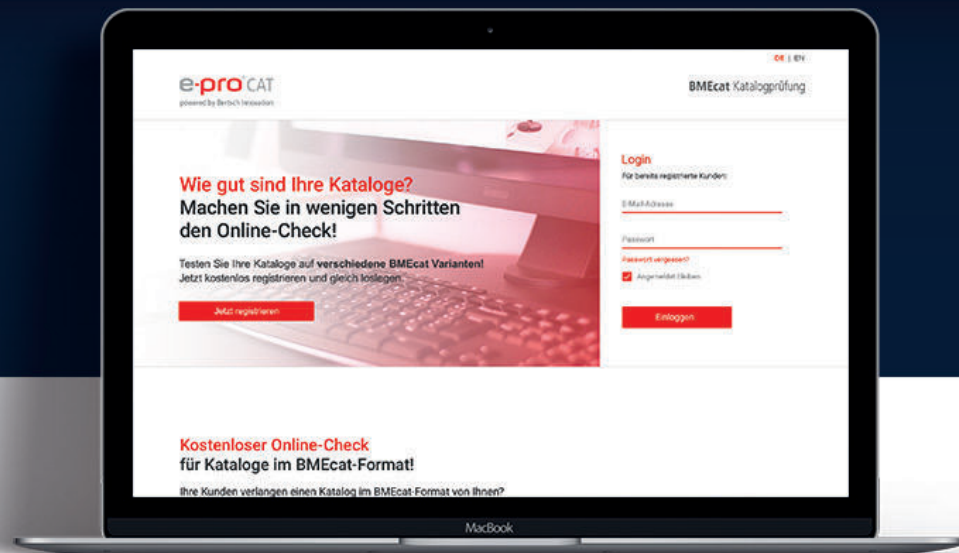 DE | EN
e-pro CAT
powered by Bertsch Innovation
BMEcat Katalogprüfung
Wie gut sind Ihre Kataloge?
Machen Sie in wenigen Schritten
den Online-Check!
Testen Sie Ihre Kataloge auf verschiedene BMEcat Varianten!
Jetzt kostenlos registrieren und gleich loslegen.
Jetzt registrieren
Login
Für bereits registrierte Kunden:
E-Mail-Adresse
Passwort
Passwort vergessen?
Angemeldet bleiben
Einloggen
Kostenloser Online-Check
für Kataloge im BMEcat-Format!
Ihre Kunden verlangen einen Katalog im BMEcat-Format von Ihnen?
MacBook